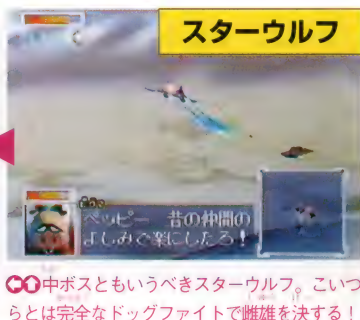 スターウルフ
ペッピー 昔の仲間の
よしみで楽にしたろ！
中ボスともいうべきスターウルフ。こいつ
らとは完全なドッグファイトで雌雄を決する！